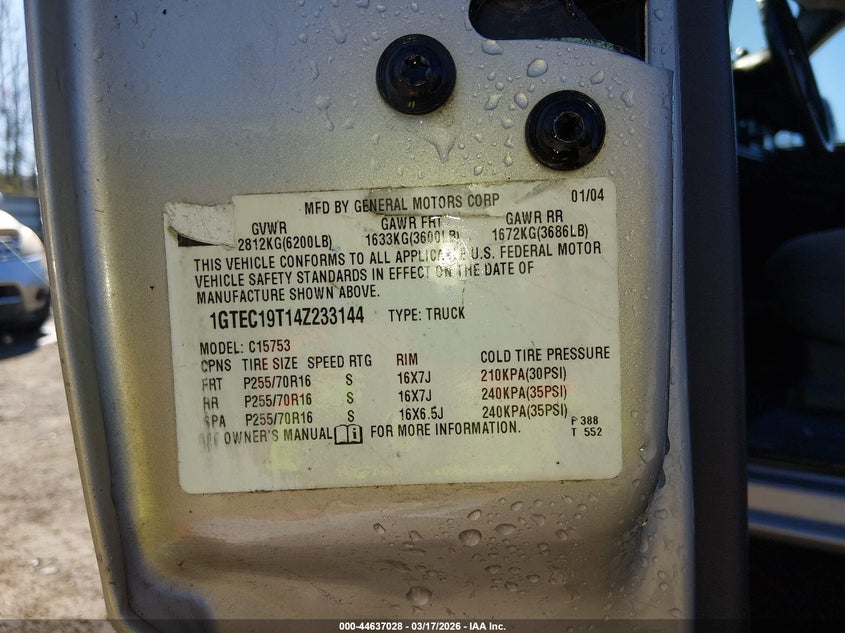 MFD BY GENERAL MOTORS CORP 01/04
GVWR GAWR FRT GAWR RR
2812KG(6200LB) 1633KG(3600LB) 1672KG(3686LB)
THIS VEHICLE CONFORMS TO ALL APPLICABLE U.S. FEDERAL MOTOR
VEHICLE SAFETY STANDARDS IN EFFECT ON THE DATE OF
MANUFACTURE SHOWN ABOVE.
1GTEC19T14Z233144 TYPE: TRUCK
MODEL: C15753
CPNS TIRE SIZE SPEED RTG RIM COLD TIRE PRESSURE
FRT P255/70R16 S 16X7J 210KPA(30PSI)
RR P255/70R16 S 16X7J 240KPA(35PSI)
SPA P255/70R16 S 16X6.5J 240KPA(35PSI)
OWNER'S MANUAL FOR MORE INFORMATION.
P 388
T 552
000-44637028 — 03/17/2026 — IAA Inc.